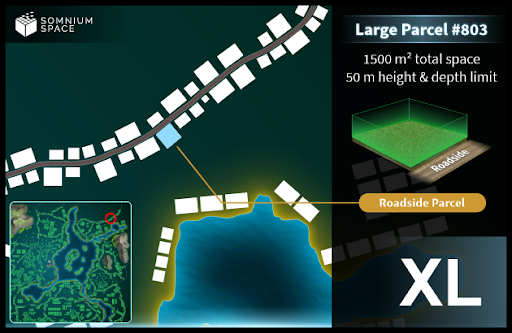 SOMNIUM
SPACE
Large Parcel #803
1500 m² total space
50 m height & depth limit
Roadside
Roadside Parcel
XL